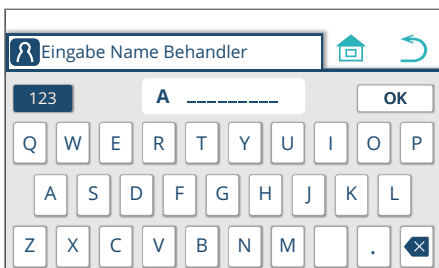 Eingabe Name Behandler
123 A _________ OK
Q W E R T Y U I O P
A S D F G H J K L
Z X C V B N M .